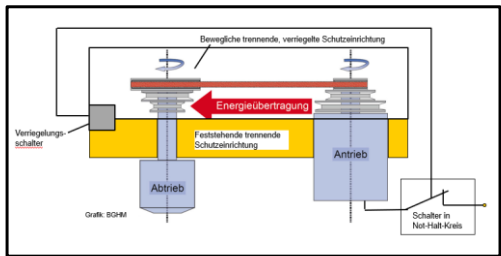 Bewegliche trennende, verriegelte Schutzeinrichtung
Energieübertragung
Verriegelungs-
schalter
Feststehende trennende
Schutzeinrichtung
Antrieb
Abtrieb
Grafik: BGHM
Schalter in
Not-Halt-Kreis